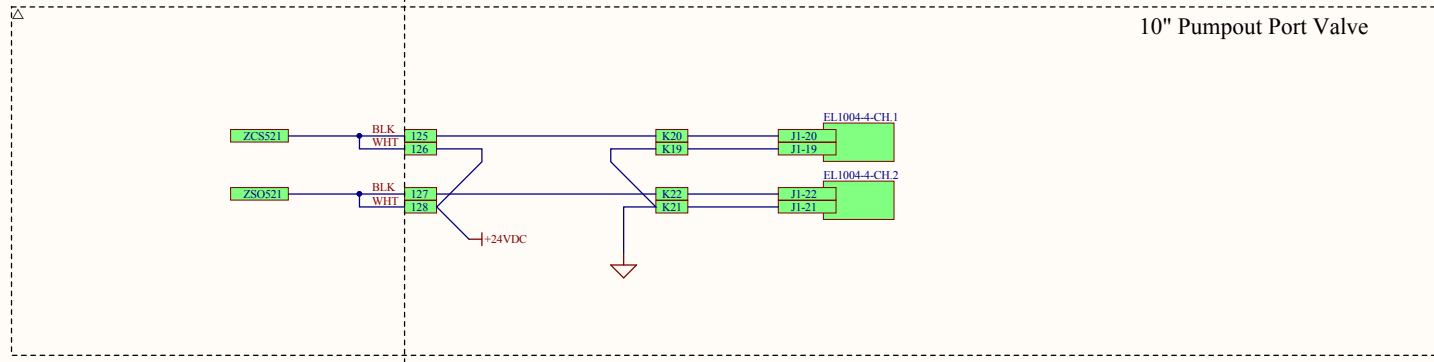 10" Pumpout Port Valve
EL1004-4-CH.1
ZCS521 BLK 125 K20 J1-20
WHT 126 K19 J1-19
EL1004-4-CH.2
ZSO521 BLK 127 K22 J1-22
WHT 128 K21 J1-21
+24VDC